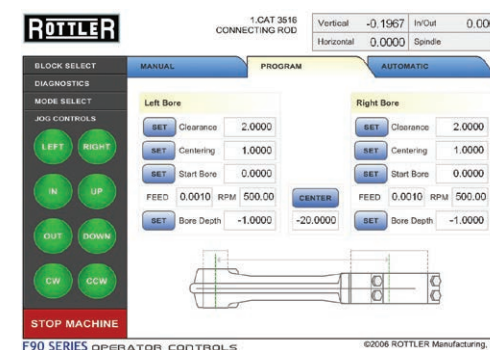 ROTTLER
1.CAT 3516
CONNECTING ROD
Vertical -0.1967 In/Out 0.00
Horizontal 0.0000 Spindle
BLOCK SELECT
DIAGNOSTICS
MODE SELECT
JOG CONTROLS
LEFT RIGHT
IN UP
OUT DOWN
CW CCW
STOP MACHINE
MANUAL PROGRAM AUTOMATIC
Left Bore
SET Clearance 2.0000
SET Centering 1.0000
SET Start Bore 0.0000
FEED 0.0010 RPM 500.00
SET Bore Depth -1.0000
CENTER
-20.0000
Right Bore
SET Clearance 2.0000
SET Centering 1.0000
SET Start Bore 0.0000
FEED 0.0010 RPM 500.00
SET Bore Depth -1.0000
F90 SERIES OPERATOR CONTROLS
©2006 ROTTLER Manufacturing,